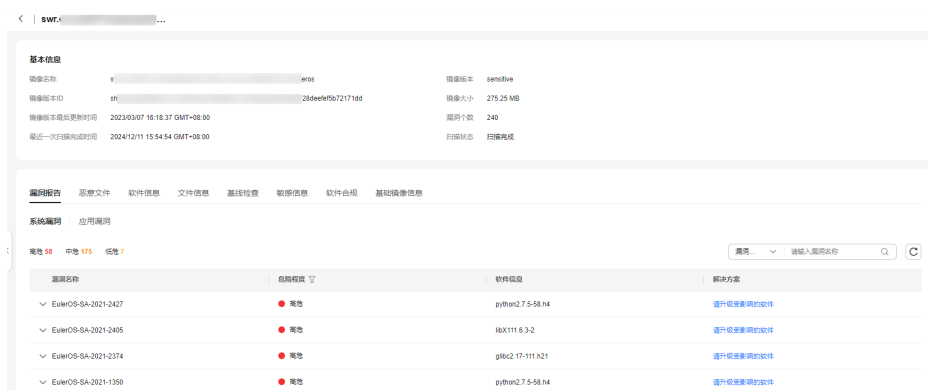 swr. ...
基本信息
镜像名称 s eros 镜像版本 sensitive
镜像版本ID sh 28deefef5b72171dd 镜像大小 275.25 MB
镜像版本最后更新时间 2023/03/07 16:18:37 GMT+08:00 漏洞个数 240
最近一次扫描完成时间 2024/12/11 15:54:54 GMT+08:00 扫描状态 扫描完成
漏洞报告 恶意文件 软件信息 文件信息 基线检查 敏感信息 软件合规 基础镜像信息
系统漏洞 应用漏洞
高危 58 中危 175 低危 7 漏洞... 请输入漏洞名称
漏洞名称 危险程度 软件信息 解决方案
EulerOS-SA-2021-2427 高危 python2.7.5-58.h4 请升级受影响的软件
EulerOS-SA-2021-2405 高危 libX111.6.3-2 请升级受影响的软件
EulerOS-SA-2021-2374 高危 glibc2.17-111.h21 请升级受影响的软件
EulerOS-SA-2021-1350 高危 python2.7.5-58.h4 请升级受影响的软件